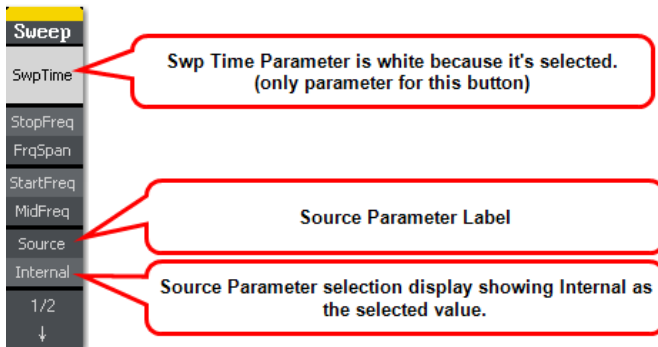 Sweep
SwpTime
StopFreq
FrqSpan
StartFreq
MidFreq
Source
Internal
1/2
↓
Swp Time Parameter is white because it's selected.
(only parameter for this button)
Source Parameter Label
Source Parameter selection display showing Internal as
the selected value.